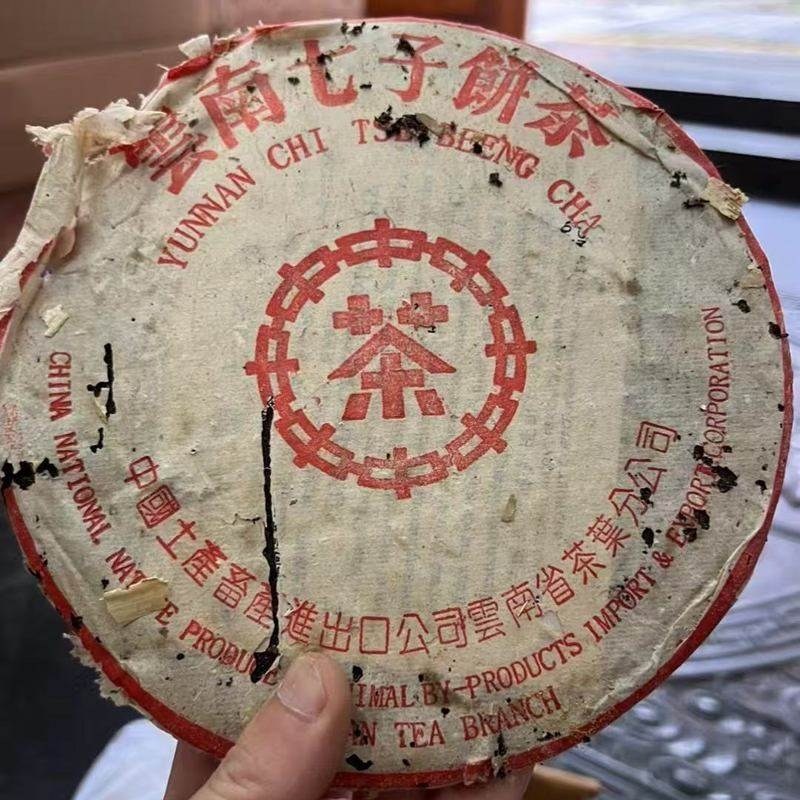 雲南七子餅茶
YUNNAN CHI TSE BEENG CHA
茶
中國土產畜產進出口公司雲南省茶葉分公司
CHINA NATIONAL NATIVE PRODUCE ANIMAL BY-PRODUCTS IMPORT & EXPORT CORPORATION
TEA BRANCH